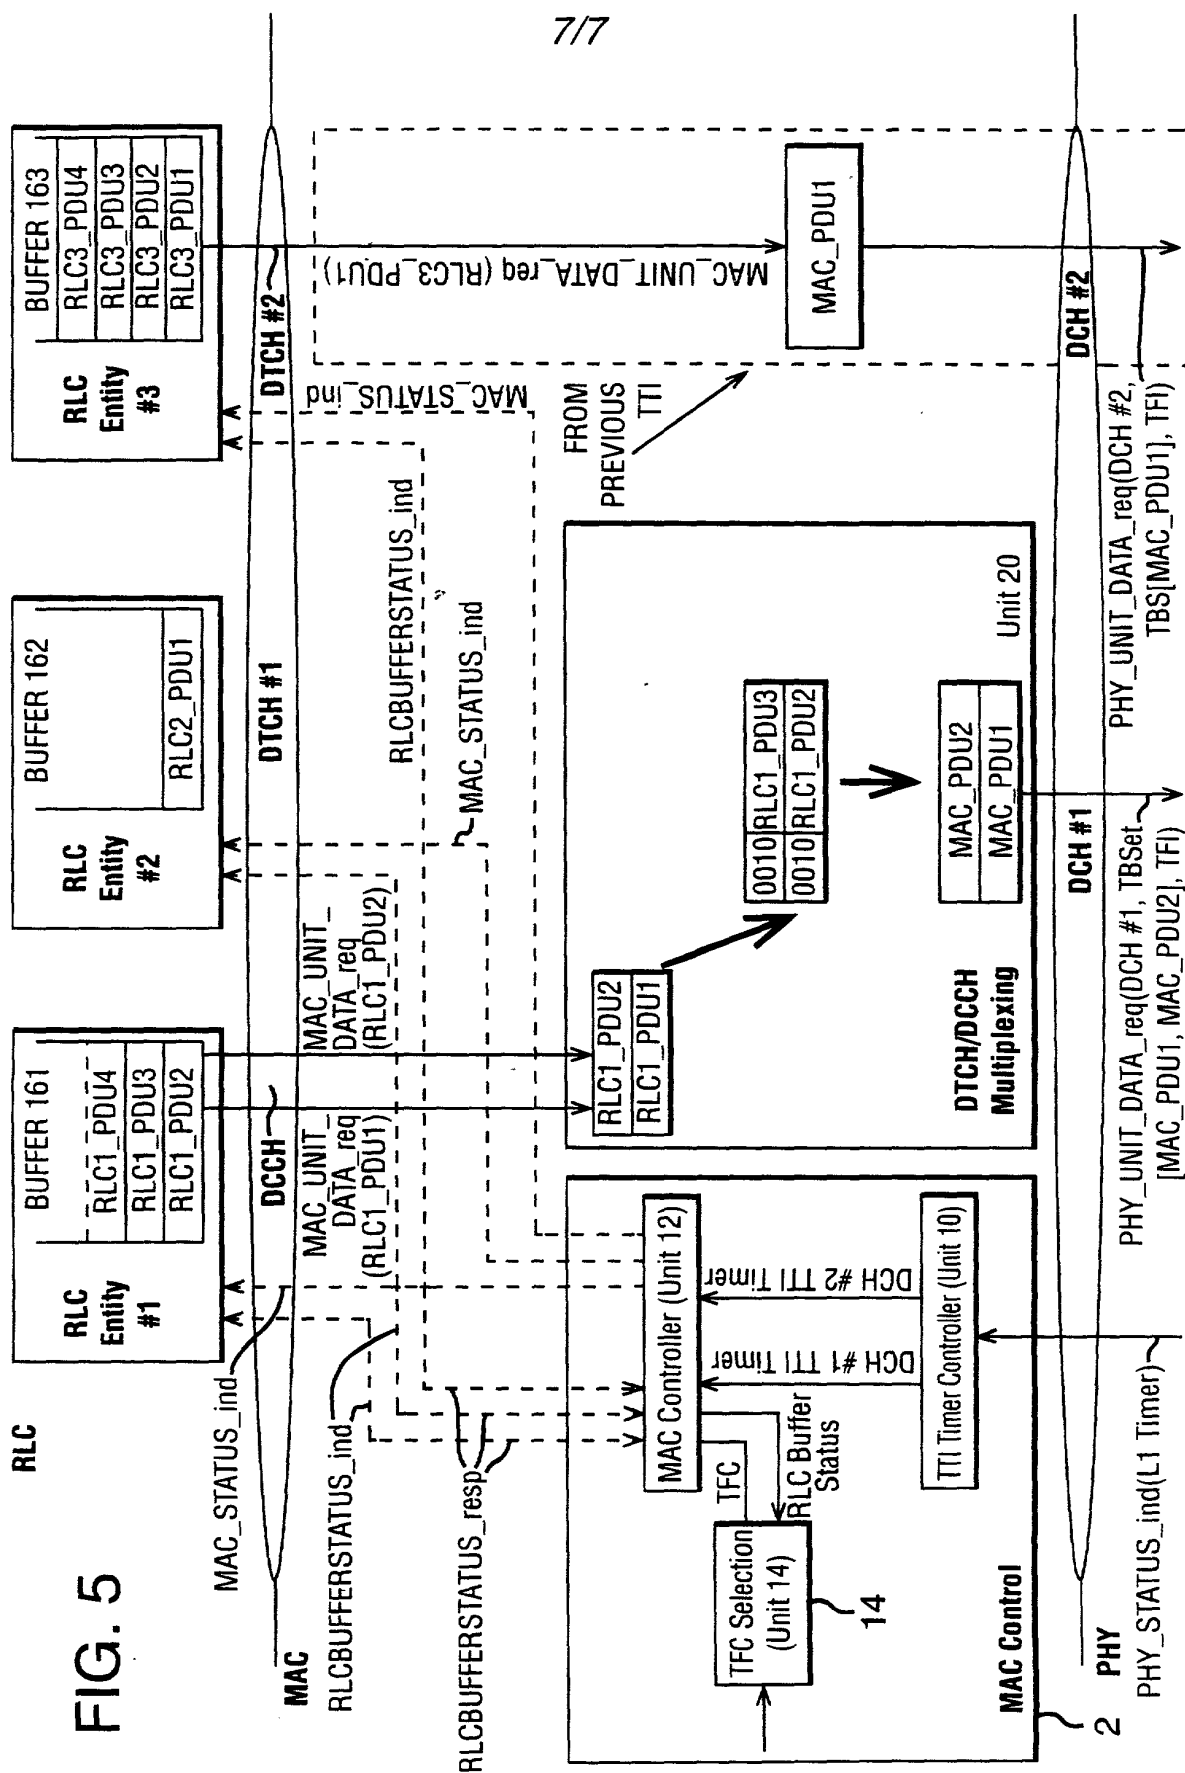 7/7
FIG. 5
RLC
RLC
Entity
#1
BUFFER 161
RLC1_PDU4
RLC1_PDU3
RLC1_PDU2
RLC
Entity
#2
BUFFER 162
RLC2_PDU1
RLC
Entity
#3
BUFFER 163
RLC3_PDU4
RLC3_PDU3
RLC3_PDU2
RLC3_PDU1
MAC
DCCH
DTCH #1
DTCH #2
MAC_STATUS_ind
RLCBUFFERSTATUS_ind
RLCBUFFERSTATUS_resp
MAC_UNIT_
DATA_req
(RLC1_PDU1)
MAC_UNIT_
DATA_req
(RLC1_PDU2)
RLCBUFFERSTATUS_ind
MAC_STATUS_ind
MAC_STATUS_ind
MAC_UNIT_DATA_req (RLC3_PDU1)
FROM
PREVIOUS
TTI
MAC_PDU1
MAC Controller (Unit 12)
TFC
RLC Buffer
Status
TFC Selection
(Unit 14)
14
DCH #1 TTI Timer
DCH #2 TTI Timer
TTI Timer Controller (Unit 10)
MAC Control
2
RLC1_PDU2
RLC1_PDU1
0010 RLC1_PDU3
0010 RLC1_PDU2
MAC_PDU2
MAC_PDU1
DTCH/DCCH
Multiplexing
Unit 20
PHY
DCH #1
DCH #2
PHY_STATUS_ind(L1 Timer)
PHY_UNIT_DATA_req(DCH #1, TBSet
[MAC_PDU1, MAC_PDU2], TFI)
PHY_UNIT_DATA_req(DCH #2,
TBS[MAC_PDU1], TFI)